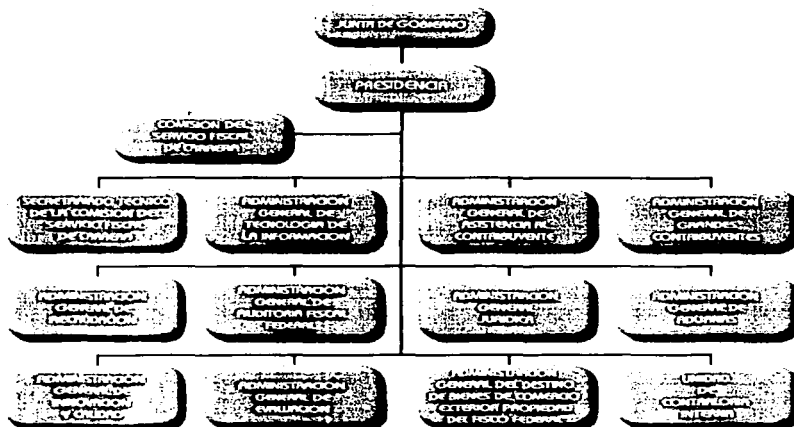 JUNTA DE GOBIERNO
PRESIDENCIA
COMISION DEL
SERVICIO FISCAL
DE CARRERA
SECRETARIADO TECNICO
DE LA COMISION DEL
SERVICIO FISCAL
DE CARRERA
ADMINISTRACION
GENERAL DE
TECNOLOGIA DE
LA INFORMACION
ADMINISTRACION
GENERAL DE
ASISTENCIA AL
CONTRIBUYENTE
ADMINISTRACION
GENERAL DE
GRANDES
CONTRIBUYENTES
ADMINISTRACION
GENERAL DE
RECAUDACION
ADMINISTRACION
GENERAL DE
AUDITORIA FISCAL
FEDERAL
ADMINISTRACION
GENERAL
JURIDICA
ADMINISTRACION
GENERAL DE
ADUANAS
ADMINISTRACION
GENERAL DE
INNOVACION
Y CALIDAD
ADMINISTRACION
GENERAL DE
EVALUACION
ADMINISTRACION
GENERAL DEL DESTINO
DE BIENES DE COMERCIO
EXTERIOR PROPIEDAD
DEL FISCO FEDERAL
UNIDAD
DE
CONTRALORIA
INTERNA